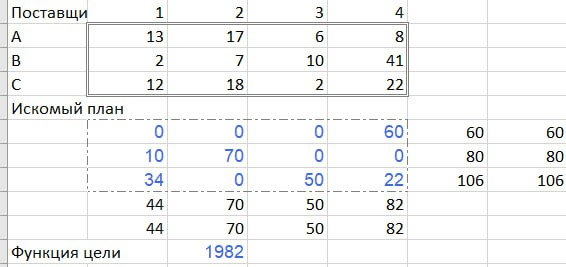 Поставщи 1 2 3 4
А 13 17 6 8
В 2 7 10 41
С 12 18 2 22
Искомый план
0 0 0 60 60 60
10 70 0 0 80 80
34 0 50 22 106 106
44 70 50 82
44 70 50 82
Функция цели 1982